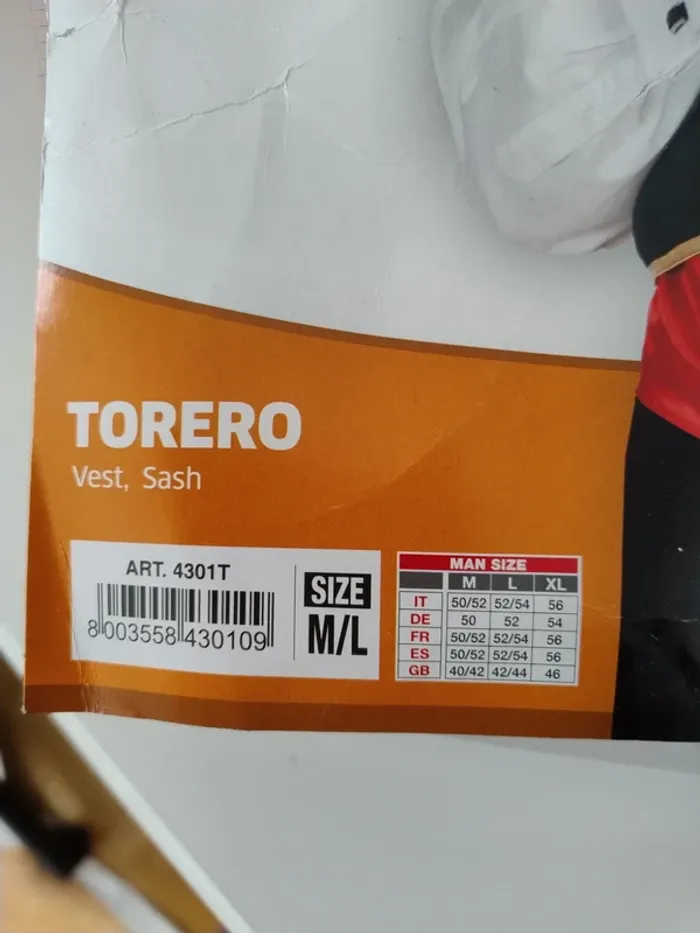 TORERO
Vest, Sash
ART. 4301T
8 003558 430109
SIZE
M/L
MAN SIZE
M L XL
IT 50/52 52/54 56
DE 50 52 54
FR 50/52 52/54 56
ES 50/52 52/54 56
GB 40/42 42/44 46